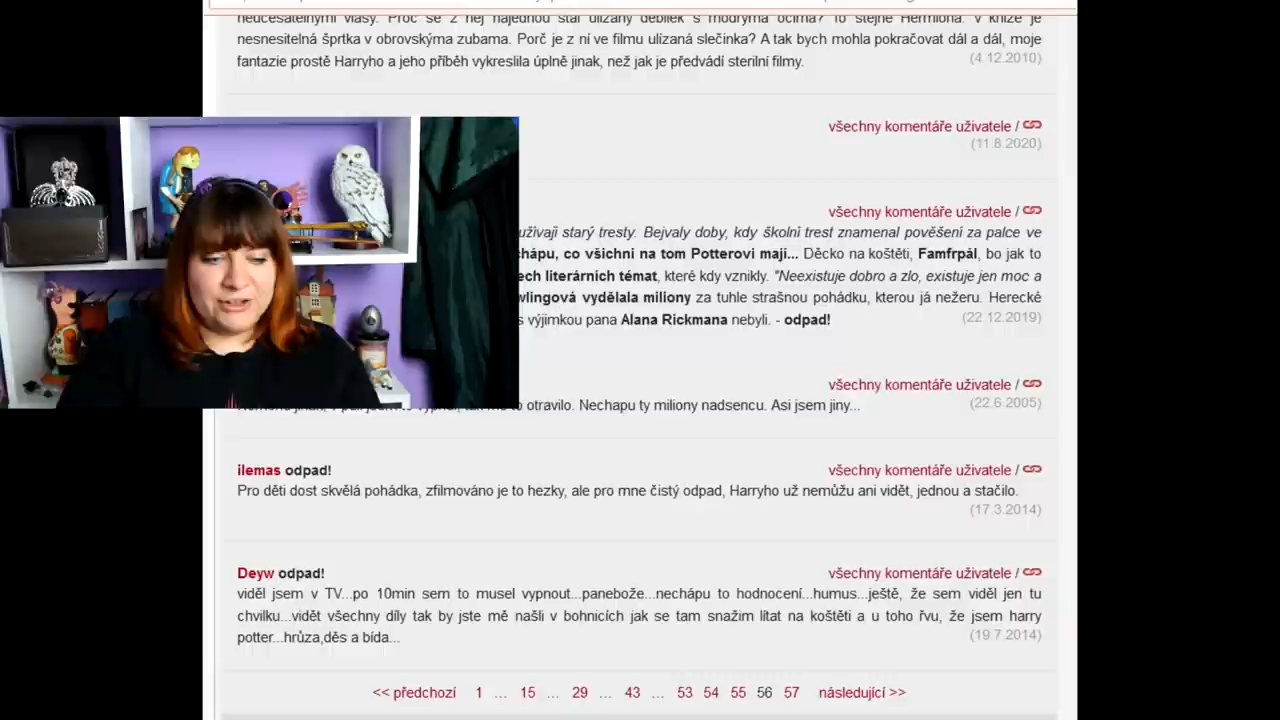 neučesatelnými vlasy. Proč se z něj najednou stal ulízaný debílek s modrýma očima? To stejné Hermiona. V knize je
nesnesitelná šprtka v obrovskýma zubama. Porč je z ní ve filmu ulízaná slečinka? A tak bych mohla pokračovat dál a dál, moje
fantazie prostě Harryho a jeho příběh vykreslila úplně jinak, než jak je předvádí sterilní filmy.
(4.12.2010)
všechny komentáře uživatele /
(11.8.2020)
všechny komentáře uživatele /
užívají starý tresty. Bejvaly doby, kdy školní trest znamenal pověšení za palce ve
chápu, co všichni na tom Potterovi mají... Děcko na koštěti, Famfrpál, bo jak to
ech literárních témat, které kdy vznikly. "Neexistuje dobro a zlo, existuje jen moc a
wlingová vydělala miliony za tuhle strašnou pohádku, kterou já nežeru. Herecké
s výjimkou pana Alana Rickmana nebyli. - odpad!
(22.12.2019)
všechny komentáře uživatele /
otravilo. Nechapu ty miliony nadsencu. Asi jsem jiny...
(22.6.2005)
ilemas odpad!
všechny komentáře uživatele /
Pro děti dost skvělá pohádka, zfilmováno je to hezky, ale pro mne čistý odpad, Harryho už nemůžu ani vidět, jednou a stačilo.
(17.3.2014)
Deyw odpad!
všechny komentáře uživatele /
viděl jsem v TV...po 10min sem to musel vypnout...panebože...nechápu to hodnocení...humus...ještě, že sem viděl jen tu
chvilku...vidět všechny díly tak by jste mě našli v bohnicích jak se tam snažim lítat na koštěti a u toho řvu, že jsem harry
potter...hrůza,děs a bída...
(19.7.2014)
<< předchozí 1 ... 15 ... 29 ... 43 ... 53 54 55 56 57 následující >>